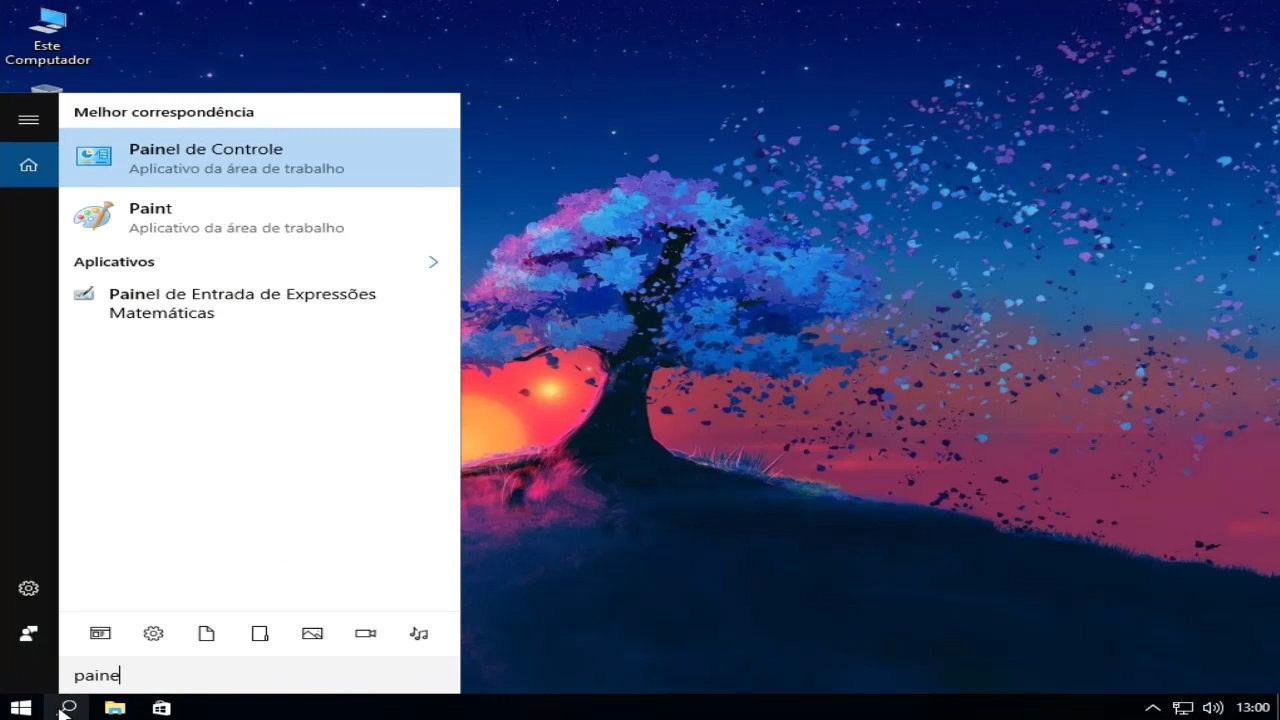 Este
Computador
Melhor correspondência
Painel de Controle
Aplicativo da área de trabalho
Paint
Aplicativo da área de trabalho
Aplicativos
Painel de Entrada de Expressões
Matemáticas
paine
13:00